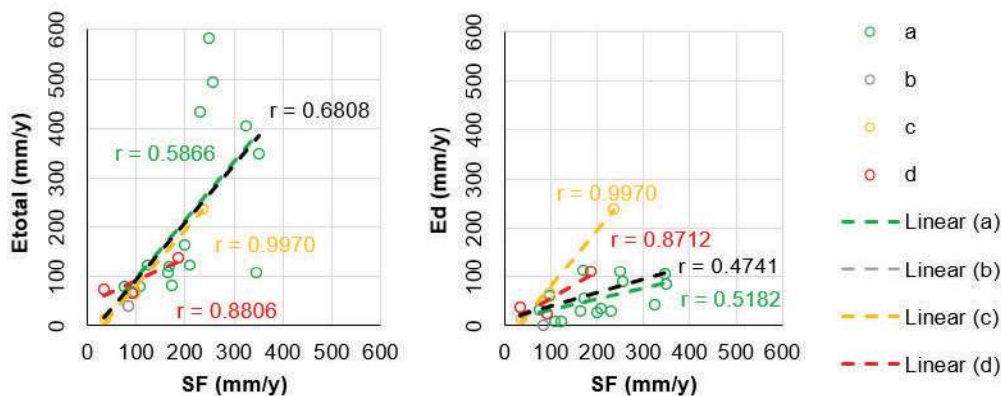 600
500
400
300
200
100
0
Etotal (mm/y)
r = 0.6808
r = 0.5866
r = 0.9970
r = 0.8806
0 100 200 300 400 500 600
SF (mm/y)
600
500
400
300
200
100
0
Ed (mm/y)
r = 0.9970
r = 0.8712
r = 0.4741
r = 0.5182
0 100 200 300 400 500 600
SF (mm/y)
a
b
c
d
Linear (a)
Linear (b)
Linear (c)
Linear (d)